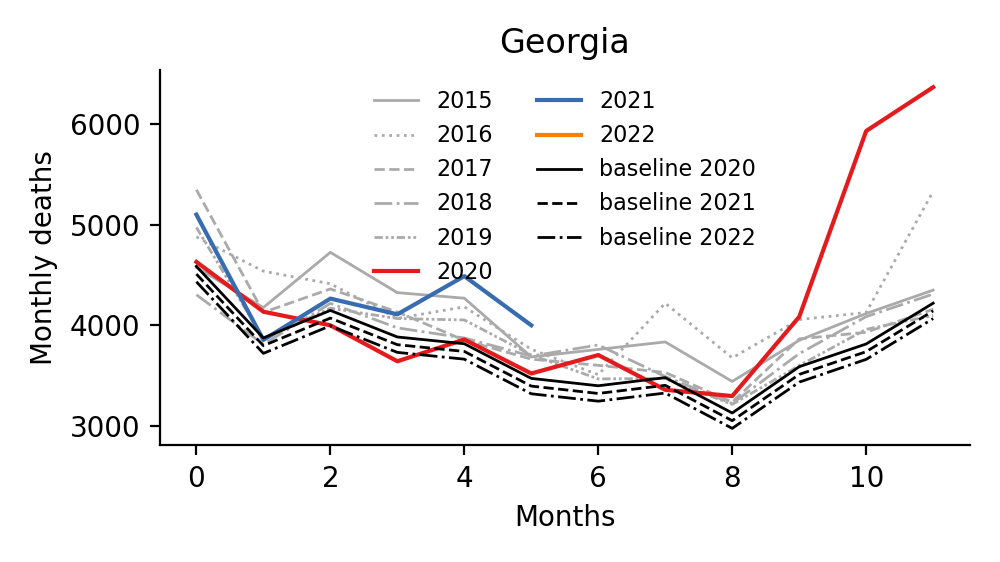 Georgia
Monthly deaths
6000
5000
4000
3000
2015
2016
2017
2018
2019
2020
2021
2022
baseline 2020
baseline 2021
baseline 2022
0 2 4 6 8 10
Months